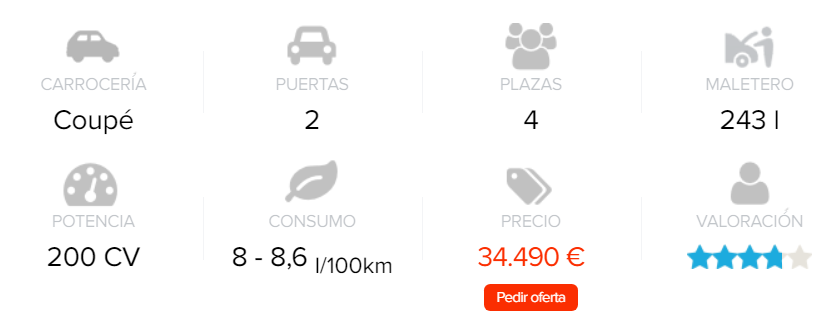 CARROCERÍA
Coupé
PUERTAS
2
PLAZAS
4
MALETERO
243 l
POTENCIA
200 CV
CONSUMO
8 - 8,6 l/100km
PRECIO
34.490 €
Pedir oferta
VALORACIÓN